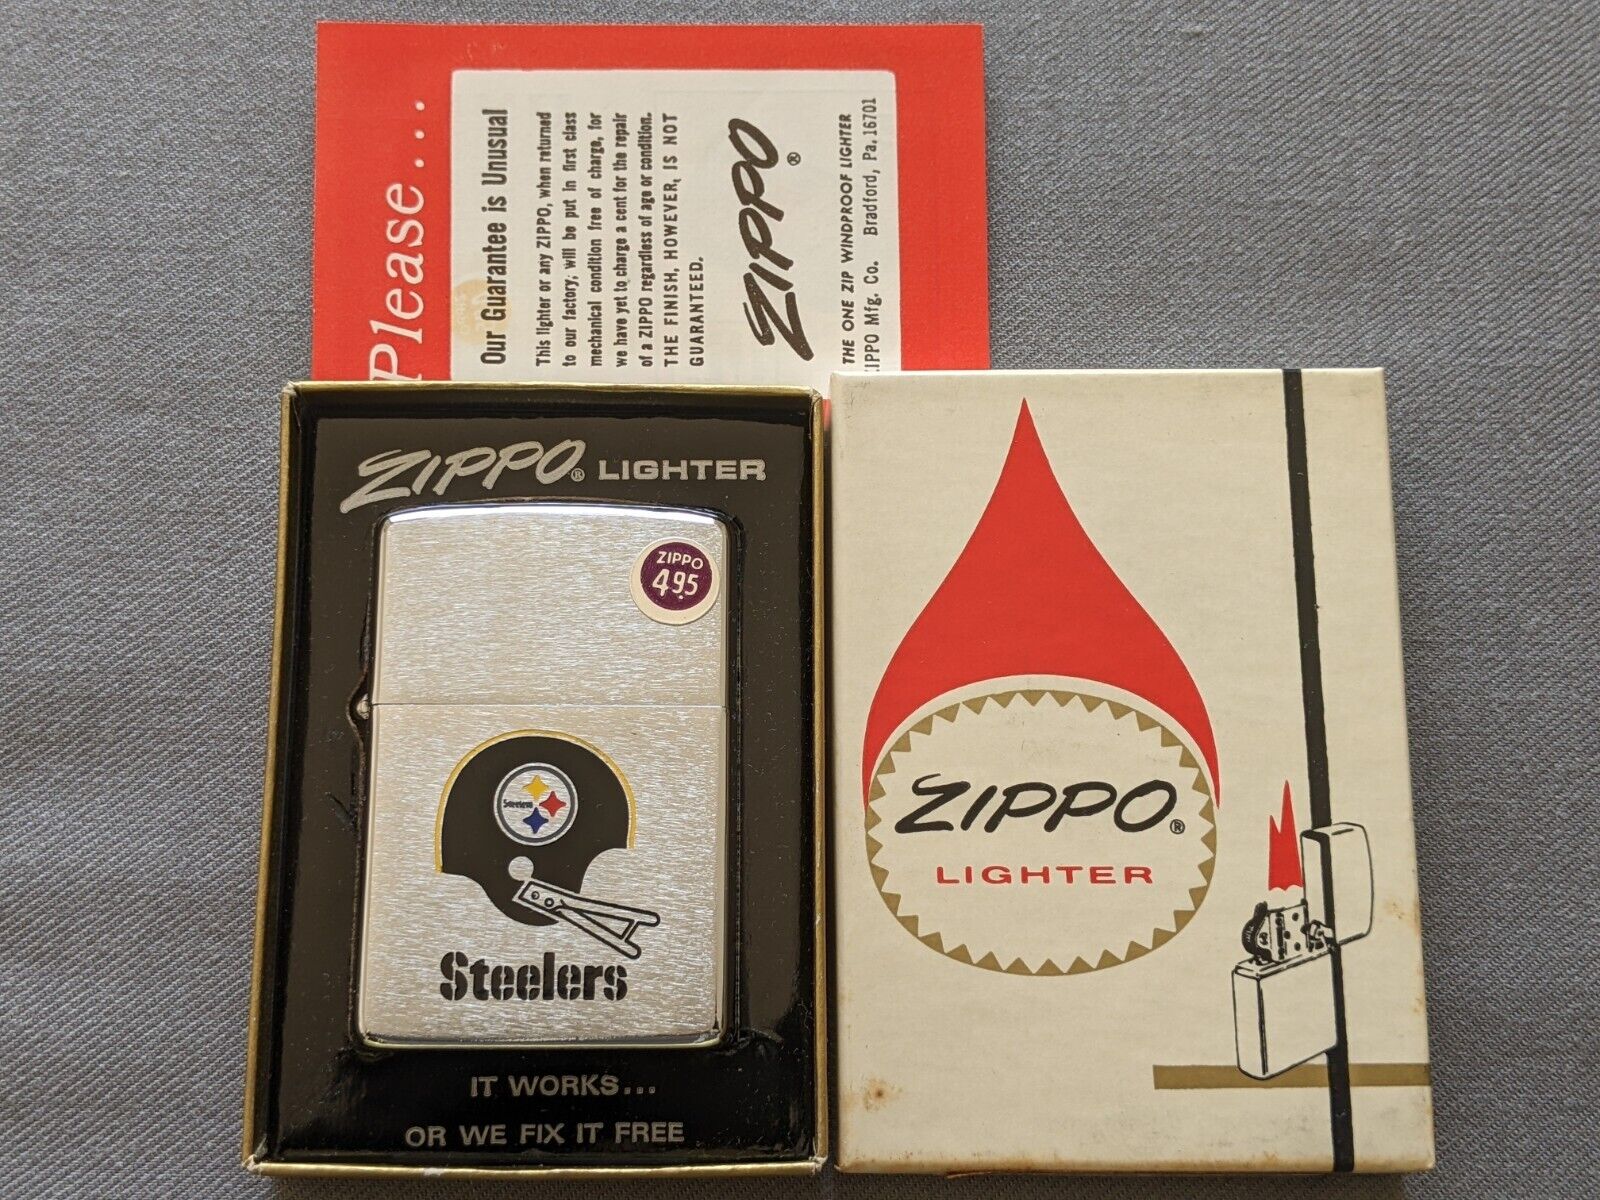 Please...
Our Guarantee is Unusual
This lighter or any ZIPPO, when returned
to our factory, will be put in first class
mechanical condition free of charge, for
we have yet to charge a cent for the repair
of a ZIPPO regardless of age or condition.
THE FINISH, HOWEVER, IS NOT
GUARANTEED.
ZIPPO®
THE ONE ZIP WINDPROOF LIGHTER
ZIPPO Mfg. Co. Bradford, Pa. 16701
ZIPPO® LIGHTER
ZIPPO
4.95
Steelers
Steelers
IT WORKS...
OR WE FIX IT FREE
ZIPPO®
LIGHTER